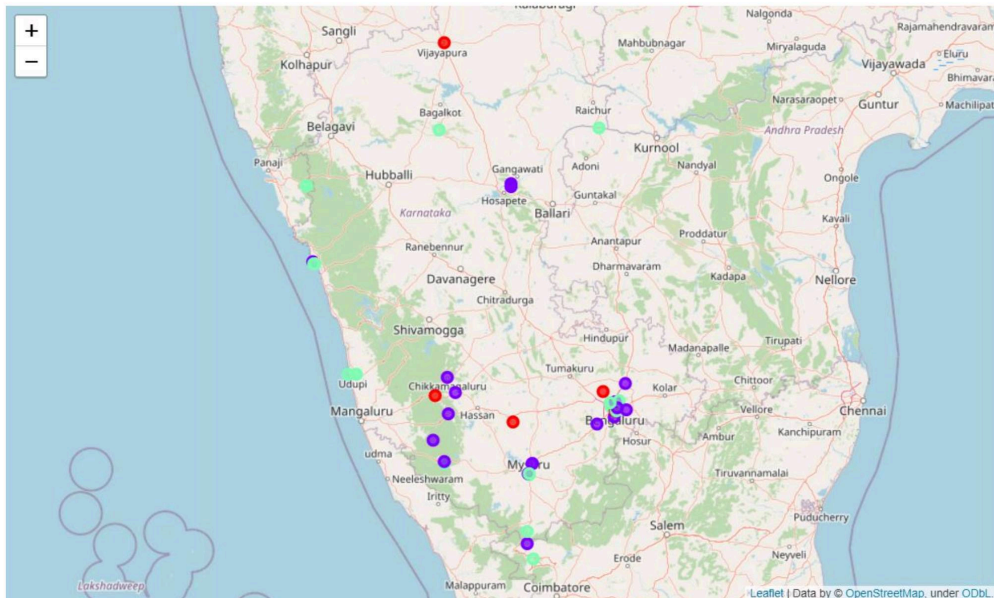 Kalaburagi
Nalgonda
+
Sangli
Rajamahendravaram
Vijayapura
Mahbubnagar
Miryalaguda
Eluru
−
Kolhapur
Vijayawada
Bhimavara
Bagalkot
Raichur
Narasaraopet
Guntur
Machilipat
Belagavi
Andhra Pradesh
Kurnool
Panaji
Gangawati
Adoni
Nandyal
Hubballi
Ongole
Hosapete
Guntakal
Karnataka
Ballari
Kavali
Ranebennur
Anantapur
Proddatur
Dharmavaram
Davanagere
Kadapa
Nellore
Chitradurga
Shivamogga
Hindupur
Tirupati
Madanapalle
Tumakuru
Udupi
Chikkamagaluru
Kolar
Chittoor
Mangaluru
Hassan
Bengaluru
Vellore
Chennai
Hosur
Ambur
Kanchipuram
udma
Mysuru
Neeleshwaram
Tiruvannamalai
Iritty
Puducherry
Salem
Erode
Neyveli
Lakshadweep
Malappuram
Coimbatore
Leaflet | Data by © OpenStreetMap, under ODbL.